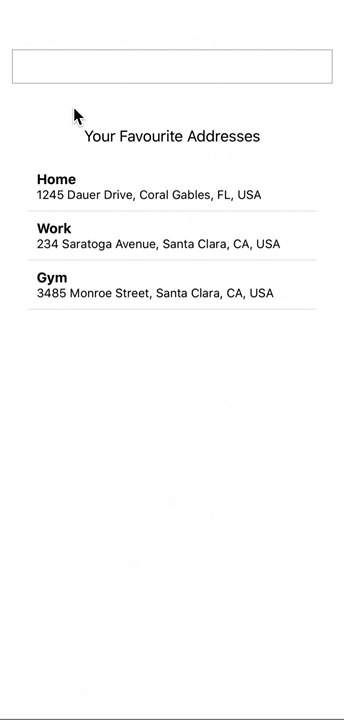 Your Favourite Addresses
Home
1245 Dauer Drive, Coral Gables, FL, USA
Work
234 Saratoga Avenue, Santa Clara, CA, USA
Gym
3485 Monroe Street, Santa Clara, CA, USA